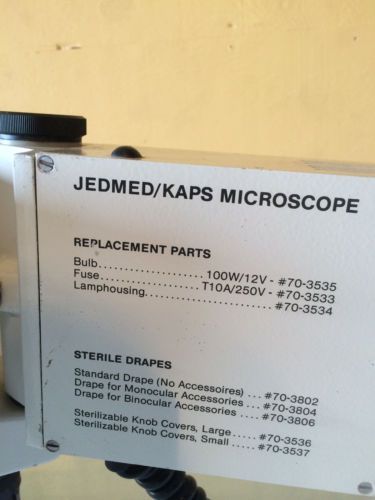 JEDMED/KAPS MICROSCOPE
REPLACEMENT PARTS
Bulb.....................100W/12V - #70-3535
Fuse....................T10A/250V - #70-3533
Lamphousing.........................#70-3534
STERILE DRAPES
Standard Drape (No Accessoires) ... #70-3802
Drape for Monocular Accessories ... #70-3804
Drape for Binocular Accessories .... #70-3806
Sterilizable Knob Covers, Large ..... #70-3536
Sterilizable Knob Covers, Small ..... #70-3537